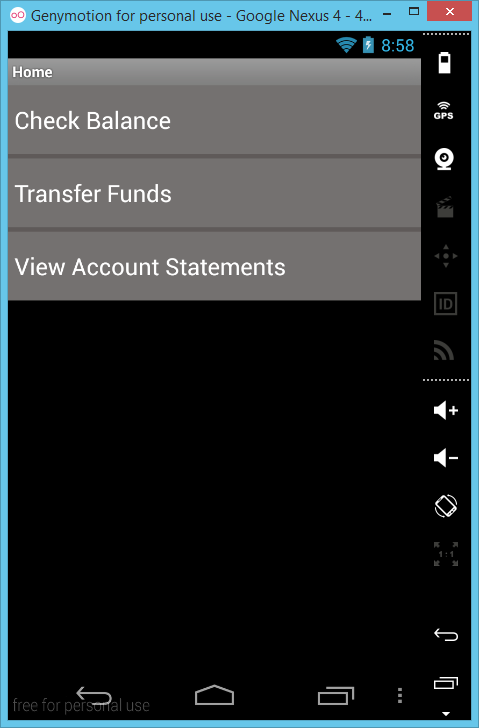 Genymotion for personal use - Google Nexus 4 - 4...
8:58
Home
GPS
Check Balance
Transfer Funds
View Account Statements
ID
1:1
free for personal use